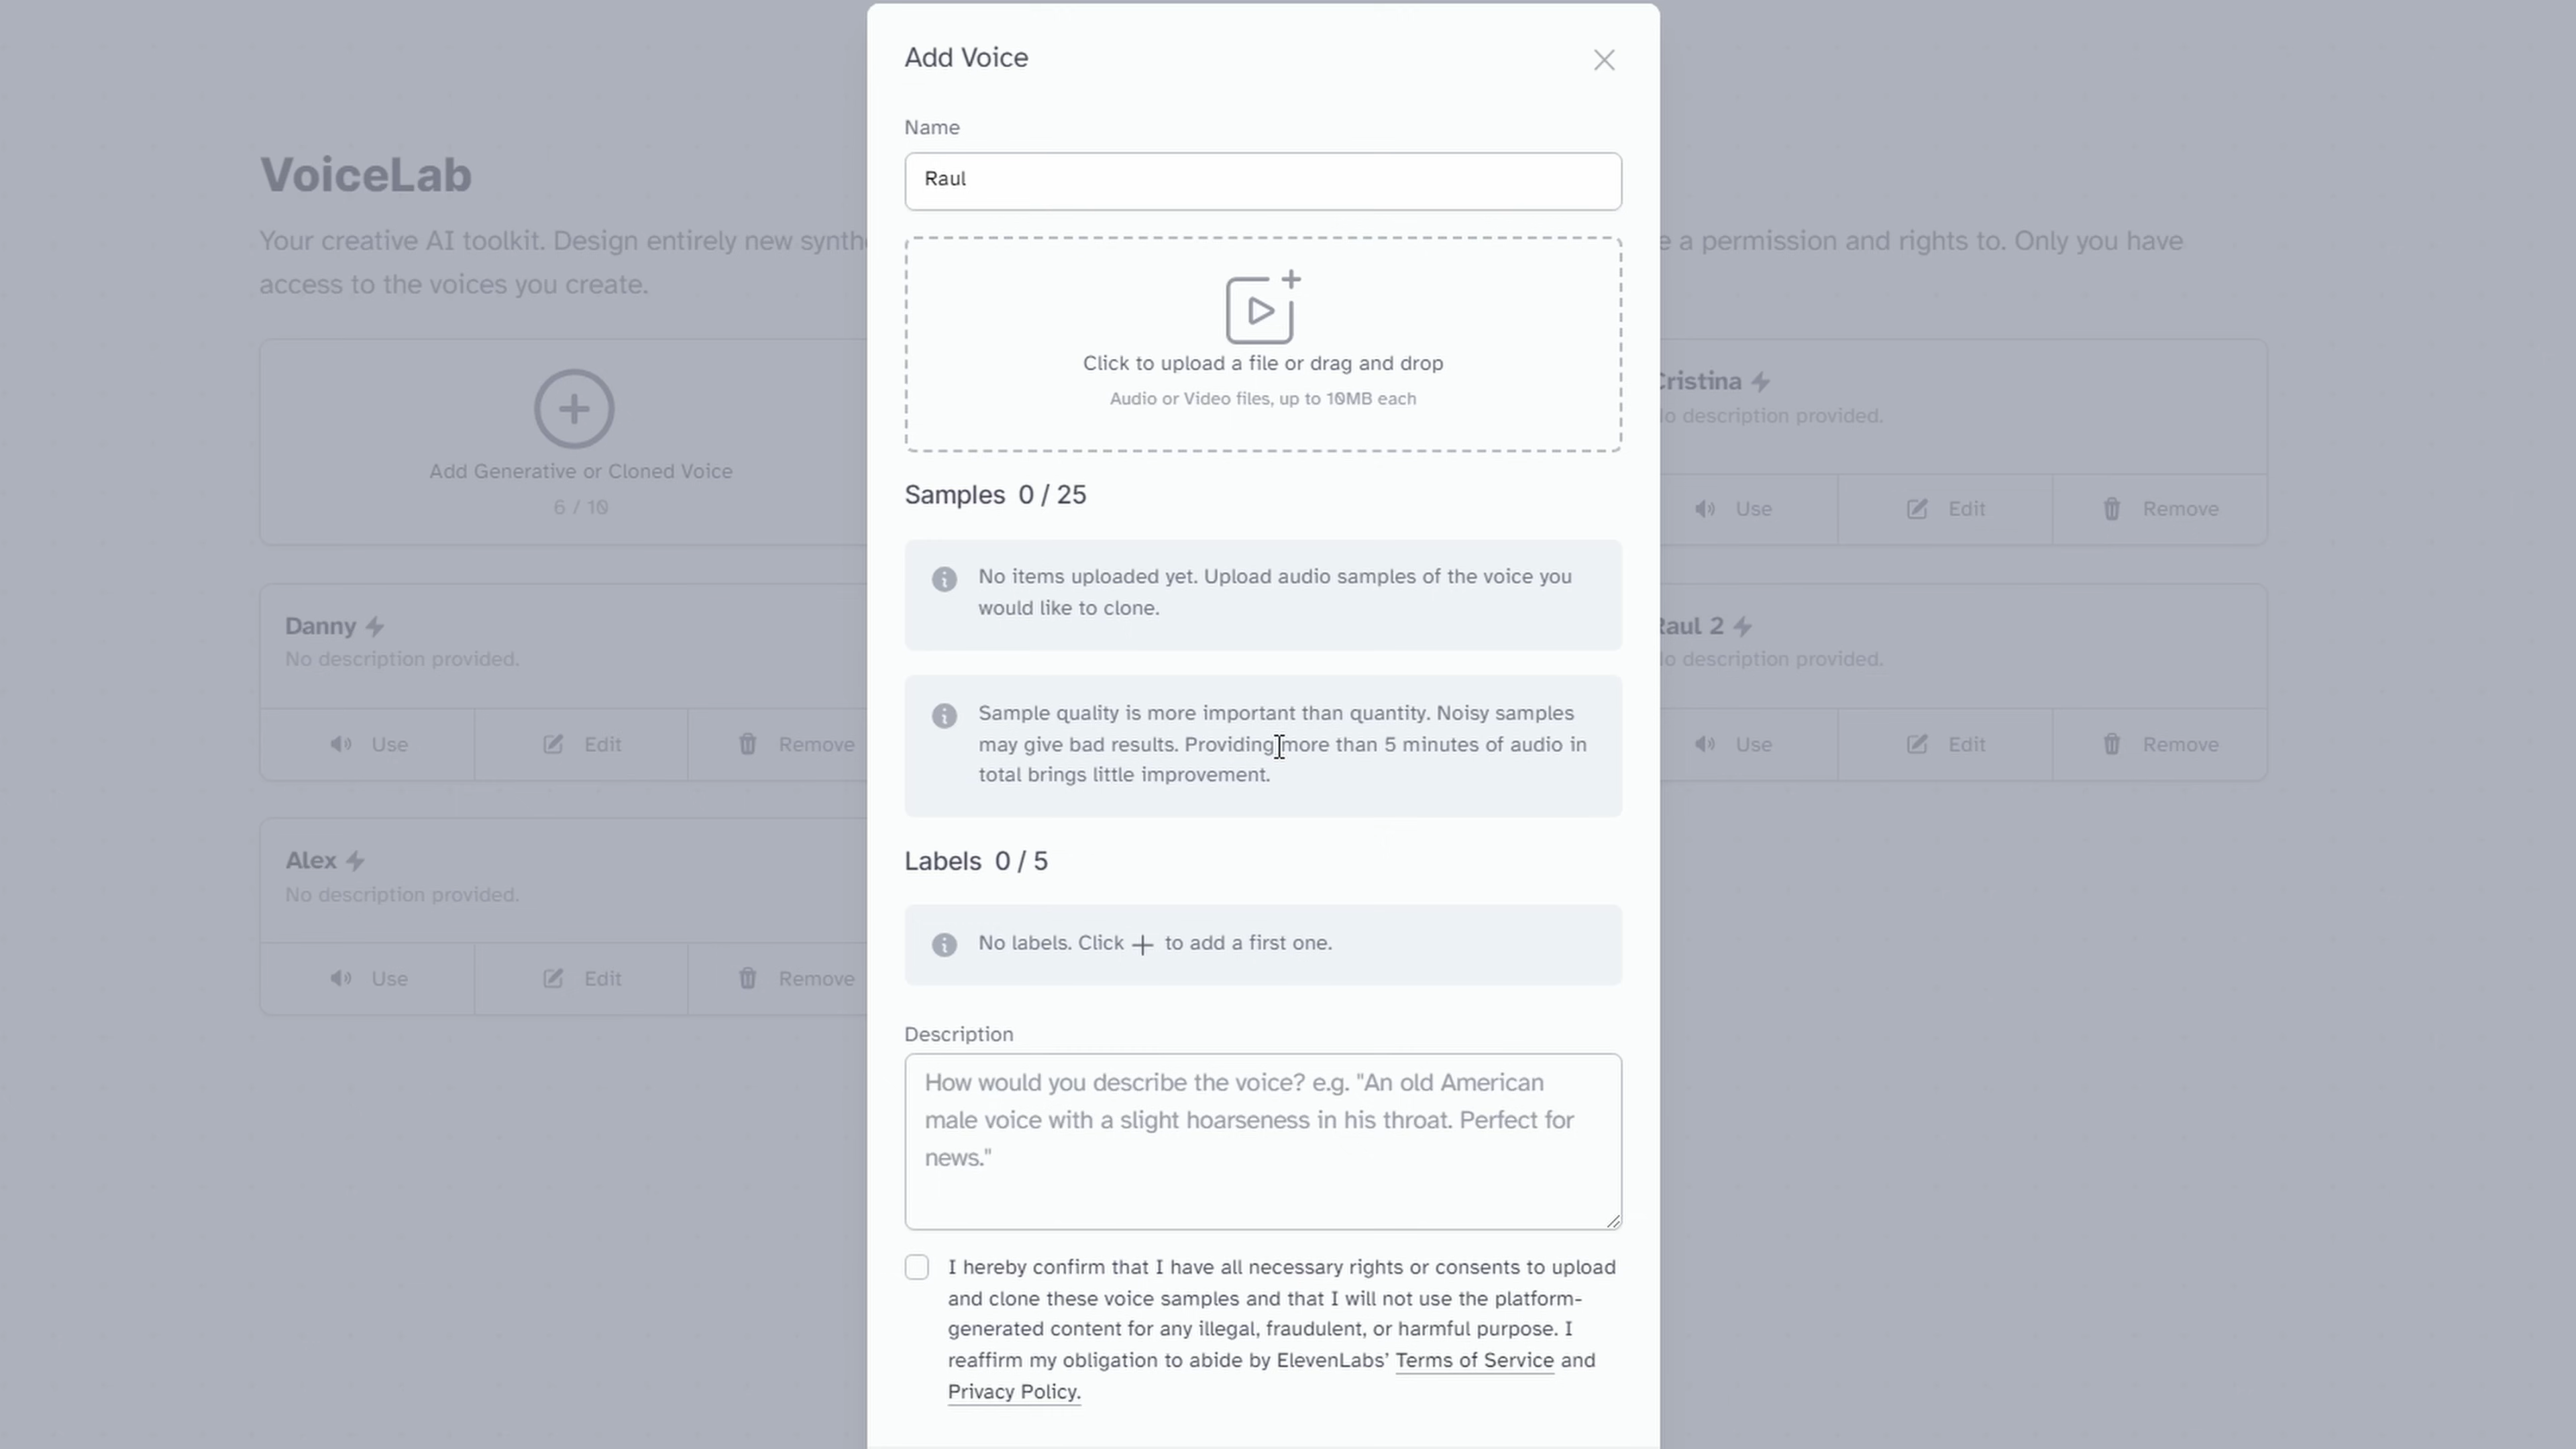 Add Voice
Name
Raul
Click to upload a file or drag and drop
Audio or Video files, up to 10MB each
Samples 0 / 25
No items uploaded yet. Upload audio samples of the voice you
would like to clone.
Sample quality is more important than quantity. Noisy samples
may give bad results. Providing more than 5 minutes of audio in
total brings little improvement.
Labels 0 / 5
No labels. Click + to add a first one.
Description
How would you describe the voice? e.g. "An old American
male voice with a slight hoarseness in his throat. Perfect for
news."
I hereby confirm that I have all necessary rights or consents to upload
and clone these voice samples and that I will not use the platform-
generated content for any illegal, fraudulent, or harmful purpose. I
reaffirm my obligation to abide by ElevenLabs’ Terms of Service and
Privacy Policy.
VoiceLab
Your creative AI toolkit. Design entirely new
a permission and rights to. Only you have
access to the voices you create.
Add Generative or Cloned Voice
6 / 10
Cristina
description provided.
Use Edit Remove
Danny
No description provided.
Use Edit Remove
Raul 2
description provided.
Use Edit Remove
Alex
No description provided.
Use Edit Remove